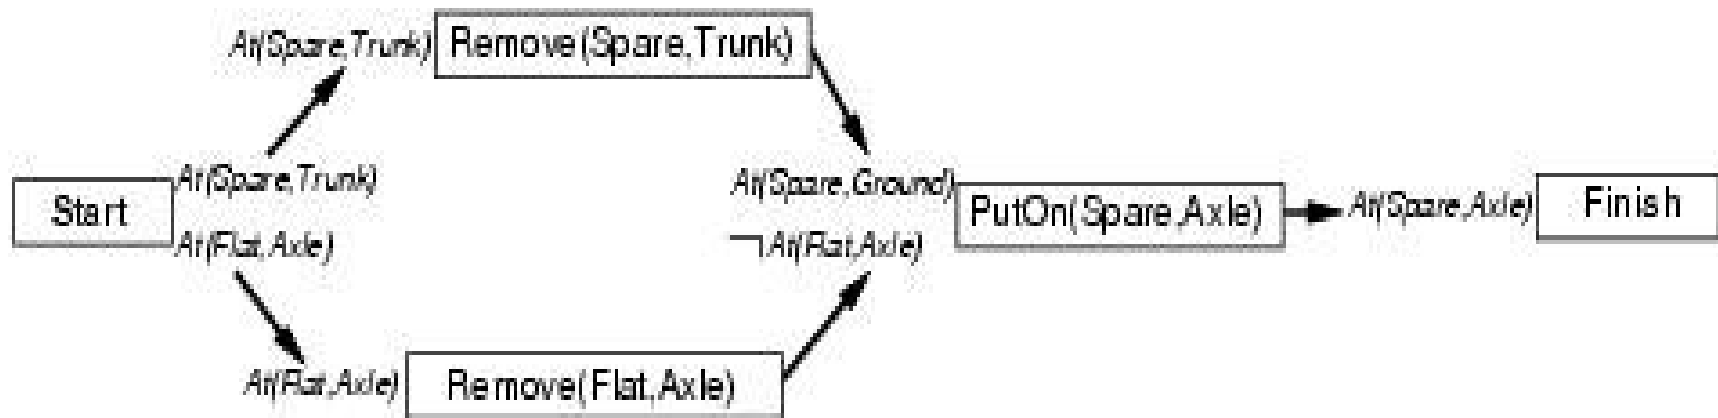 At(Spare,Trunk) Remove(Spare,Trunk)
At(Spare,Trunk)
Start
At(Flat,Axle)
At(Spare,Ground)
¬At(Flat,Axle)
PutOn(Spare,Axle)
At(Spare,Axle)
Finish
At(Flat,Axle) Remove(Flat,Axle)